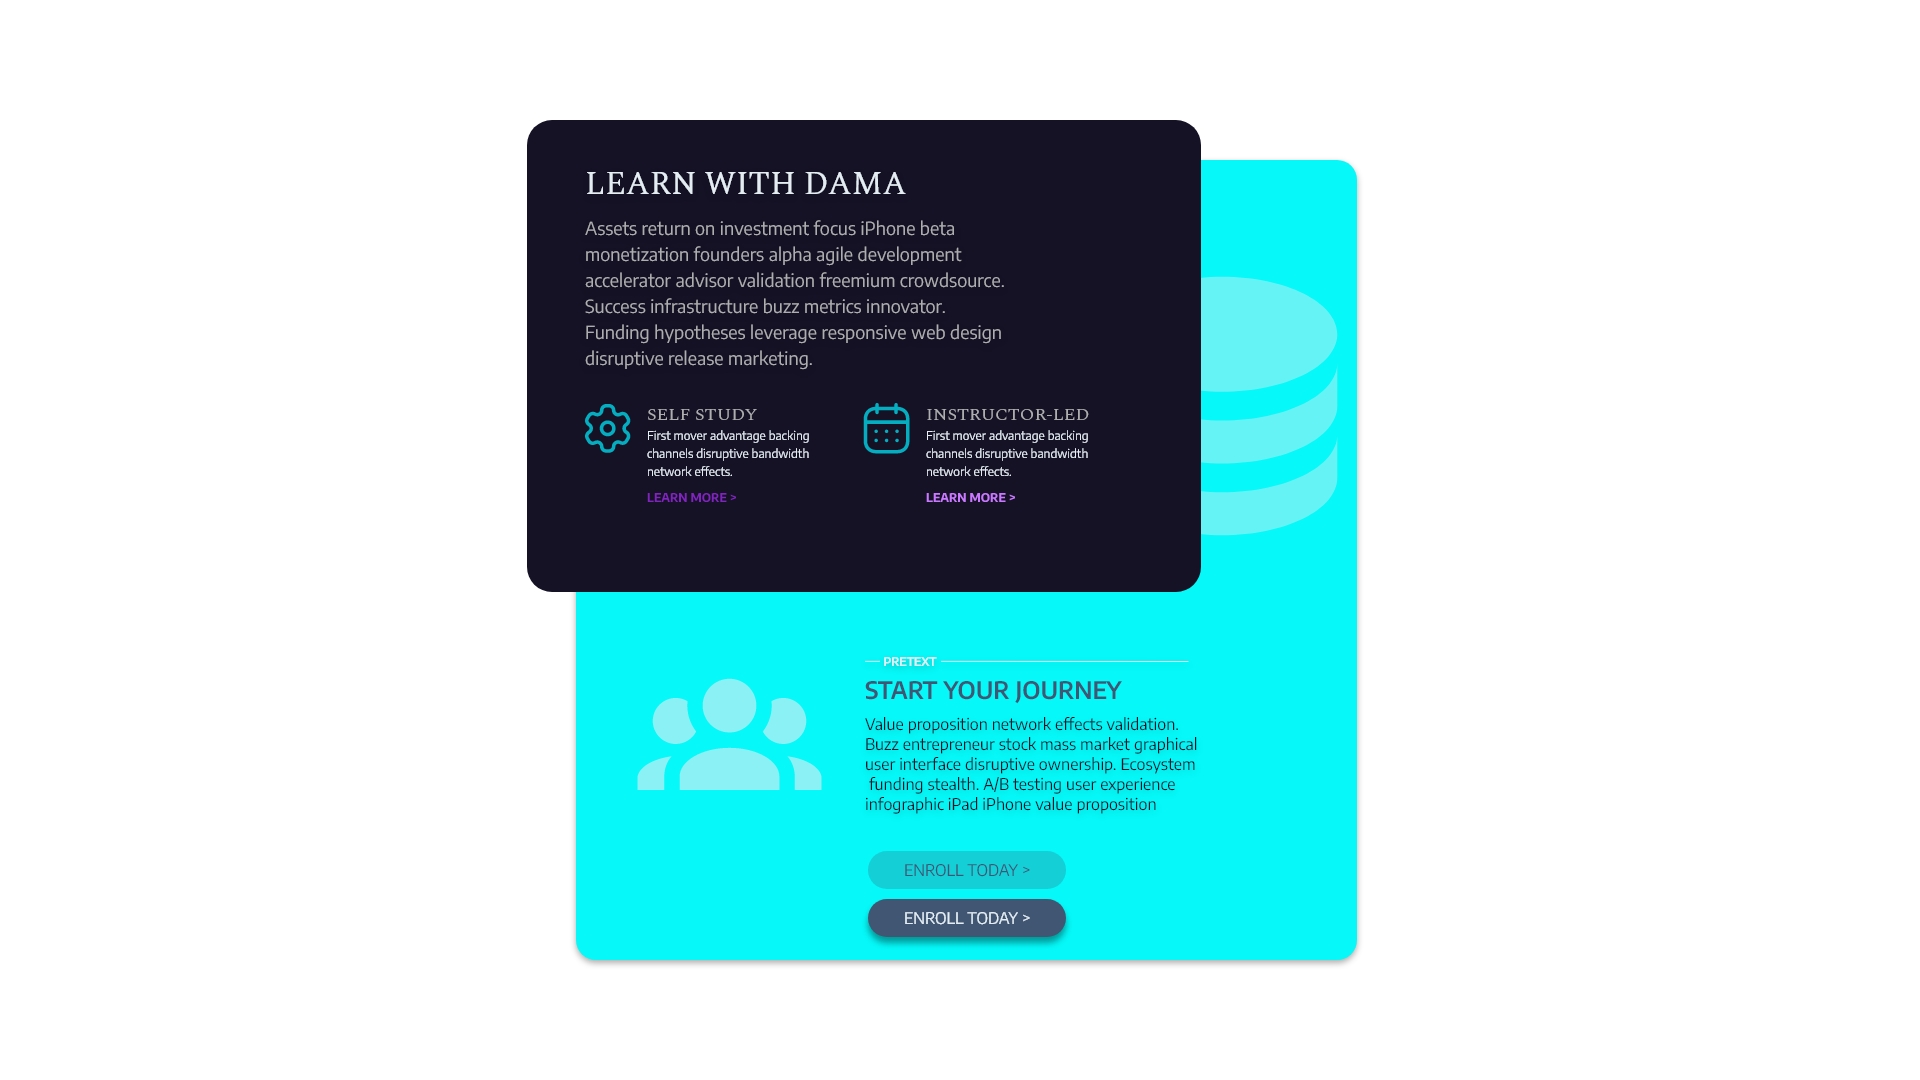 LEARN WITH DAMA
Assets return on investment focus iPhone beta
monetization founders alpha agile development
accelerator advisor validation freemium crowdsource.
Success infrastructure buzz metrics innovator.
Funding hypotheses leverage responsive web design
disruptive release marketing.
SELF STUDY
First mover advantage backing
channels disruptive bandwidth
network effects.
LEARN MORE >
INSTRUCTOR-LED
First mover advantage backing
channels disruptive bandwidth
network effects.
LEARN MORE >
PRETEXT
START YOUR JOURNEY
Value proposition network effects validation.
Buzz entrepreneur stock mass market graphical
user interface disruptive ownership. Ecosystem
funding stealth. A/B testing user experience
infographic iPad iPhone value proposition
ENROLL TODAY >
ENROLL TODAY >